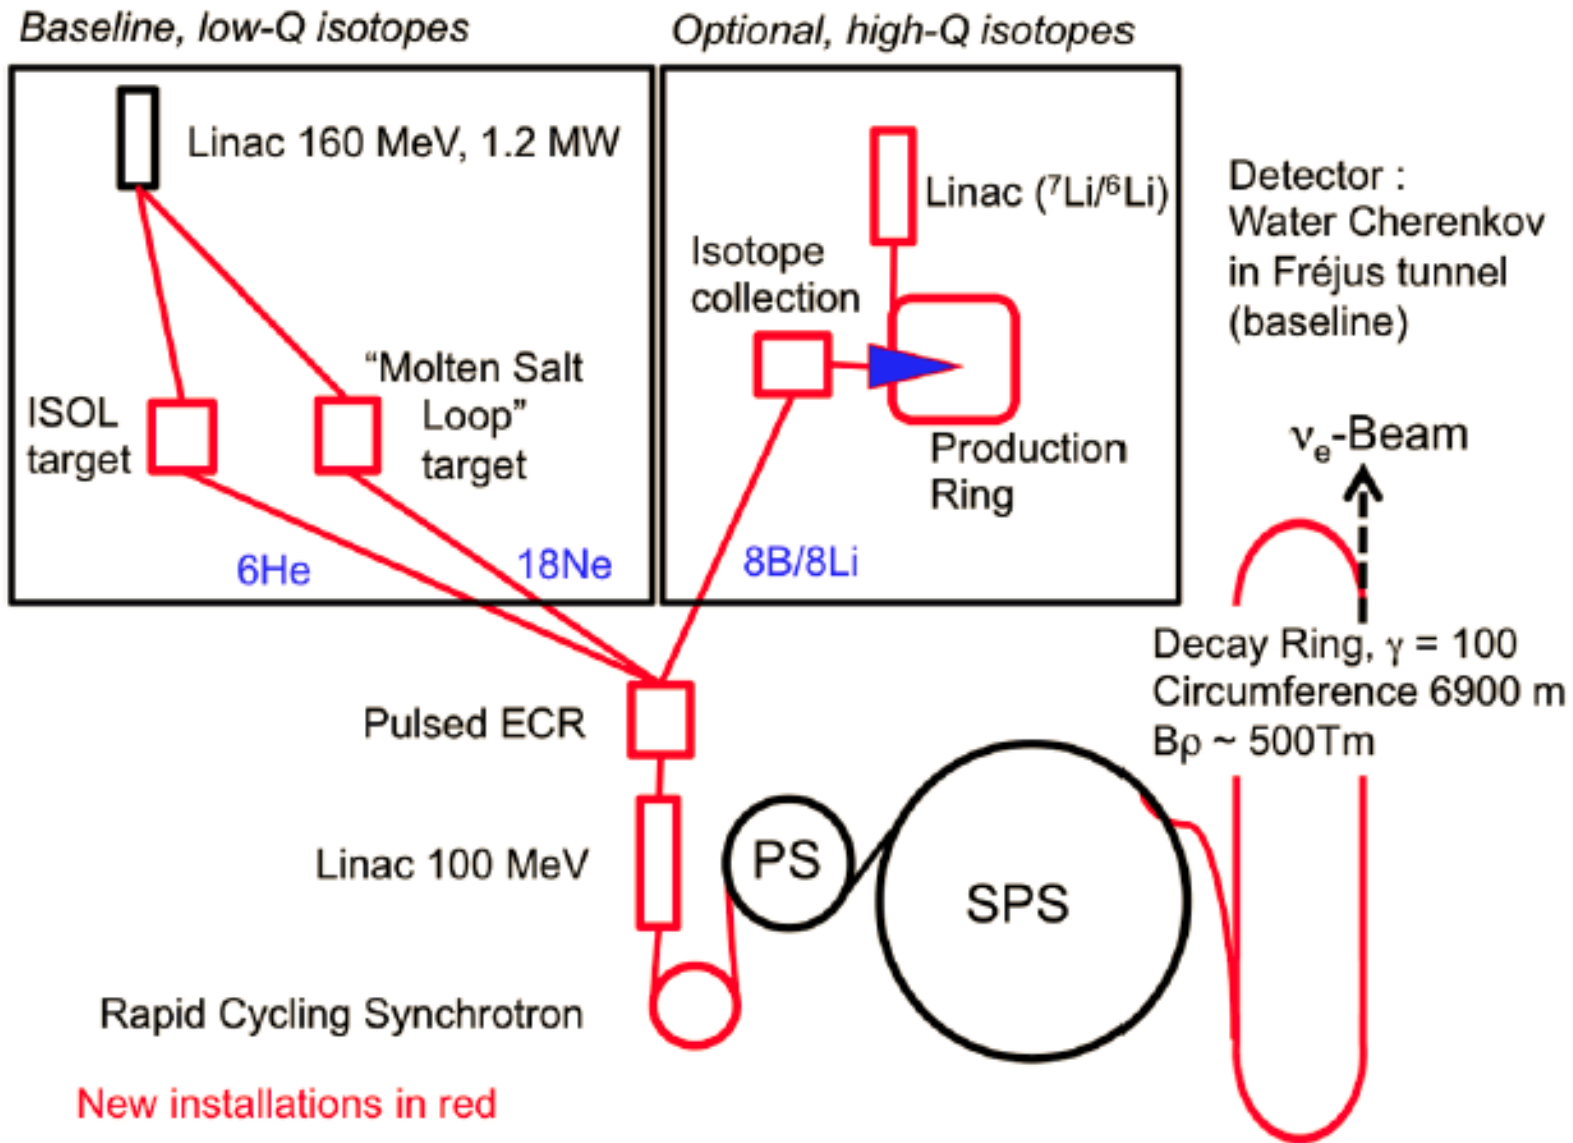 Baseline, low-Q isotopes
Optional, high-Q isotopes
Linac 160 MeV, 1.2 MW
Linac (⁷Li/⁶Li)
Isotope
collection
Detector :
Water Cherenkov
in Fréjus tunnel
(baseline)
ISOL
target
“Molten Salt
Loop”
target
Production
Ring
νₑ-Beam
6He
18Ne
8B/8Li
Decay Ring, γ = 100
Circumference 6900 m
Bρ ~ 500Tm
Pulsed ECR
Linac 100 MeV
PS
SPS
Rapid Cycling Synchrotron
New installations in red